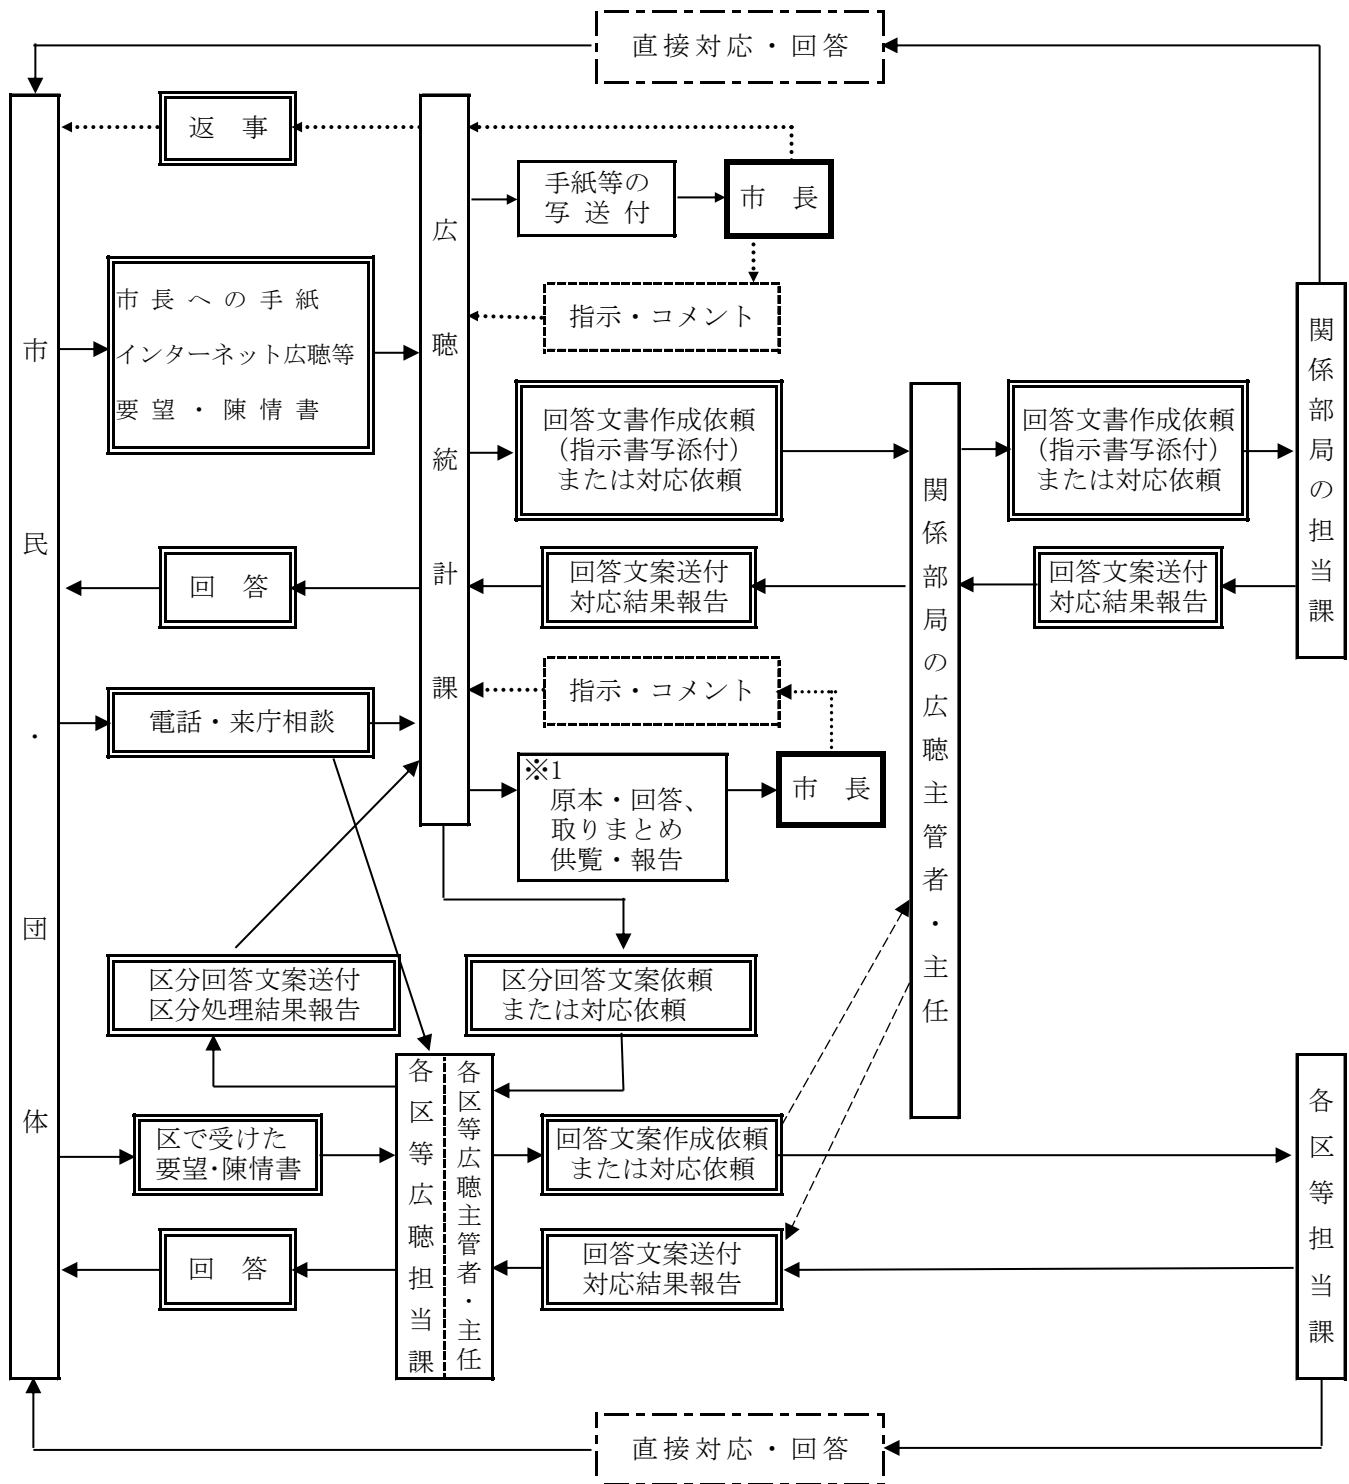 直接対応・回答
返　事
手紙等の
写 送 付
市　長
市 長 へ の 手 紙
インターネット広聴等
要 望 ・ 陳 情 書
指示・コメント
市民・団体
広聴統計課
関係部局の担当課
回答文書作成依頼
（指示書写添付）
または対応依頼
関係部局の広聴主管者・主任
回答文書作成依頼
（指示書写添付）
または対応依頼
回　答
回答文案送付
対応結果報告
回答文案送付
対応結果報告
電話・来庁相談
指示・コメント
※1
原本・回答、
取りまとめ
供覧・報告
市　長
区分回答文案送付
区分処理結果報告
区分回答文案依頼
または対応依頼
各区等広聴担当課
各区等広聴主管者・主任
各区等担当課
区で受けた
要望・陳情書
回答文案作成依頼
または対応依頼
回　答
回答文案送付
対応結果報告
直接対応・回答